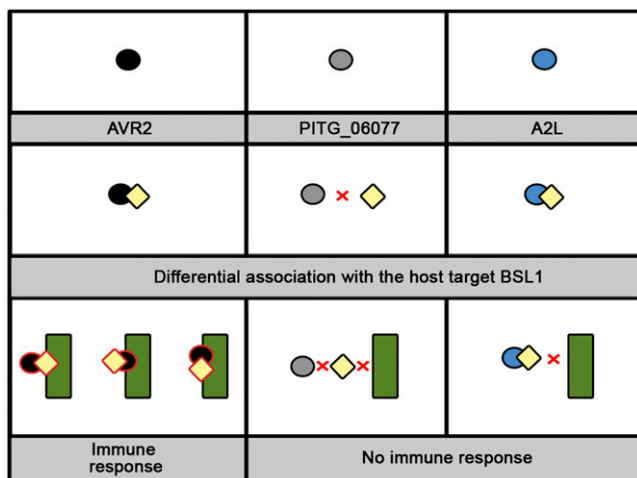 AVR2
PITG_06077
A2L
Differential association with the host target BSL1
Immune
response
No immune response